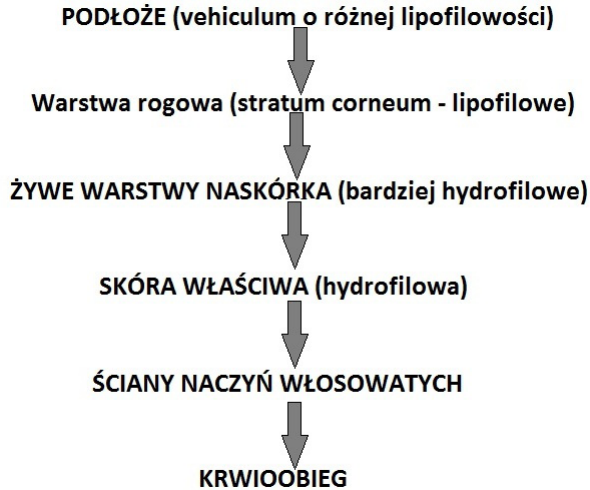 PODŁOŻE (vehiculum o różnej lipofilowości)
Warstwa rogowa (stratum corneum - lipofilowe)
ŻYWE WARSTWY NASKÓRKA (bardziej hydrofilowe)
SKÓRA WŁAŚCIWA (hydrofilowa)
ŚCIANY NACZYŃ WŁOSOWATYCH
KRWIOOBIEG